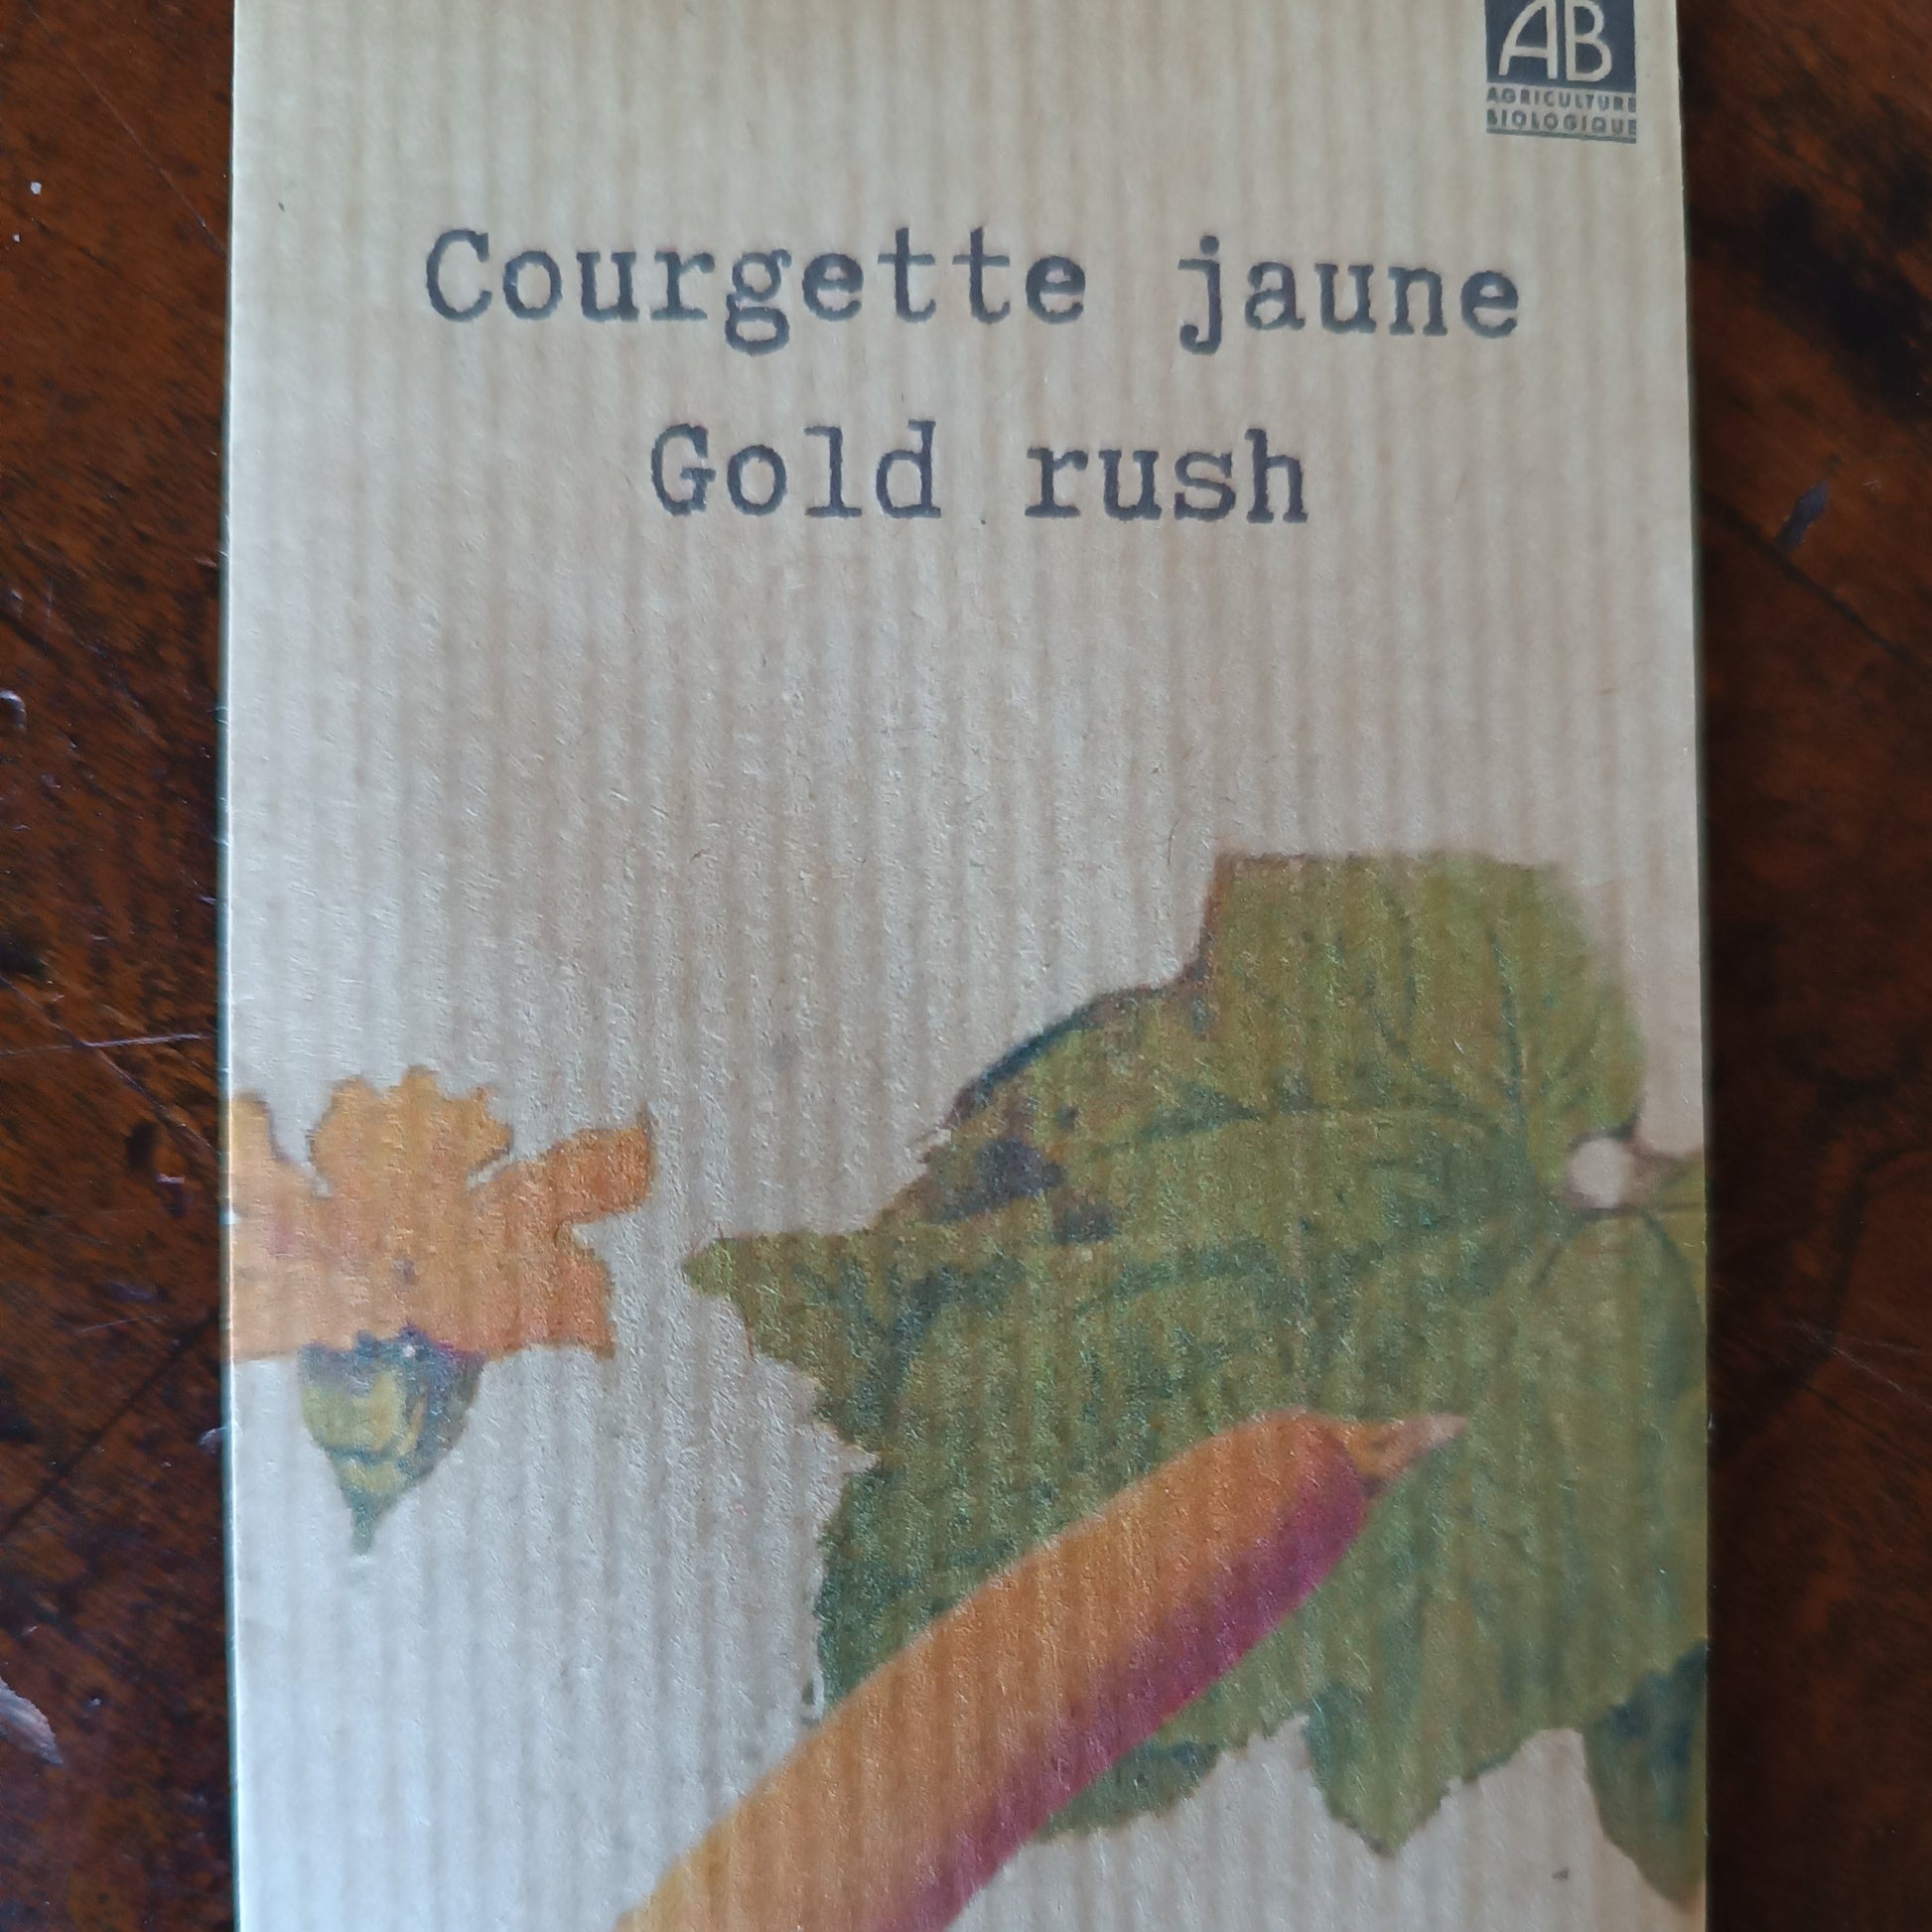 AB
AGRICULTURE
BIOLOGIQUE
Courgette jaune
Gold rush